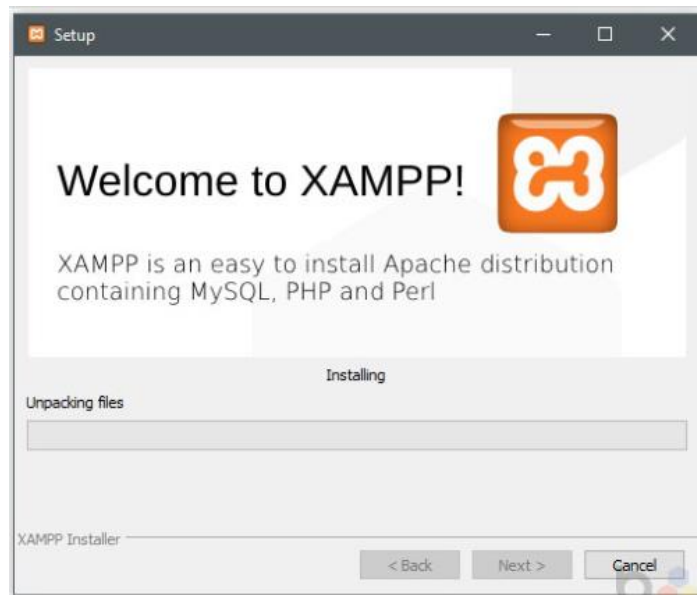 Setup
Welcome to XAMPP!
XAMPP is an easy to install Apache distribution
containing MySQL, PHP and Perl
Installing
Unpacking files
XAMPP Installer
< Back
Next >
Cancel